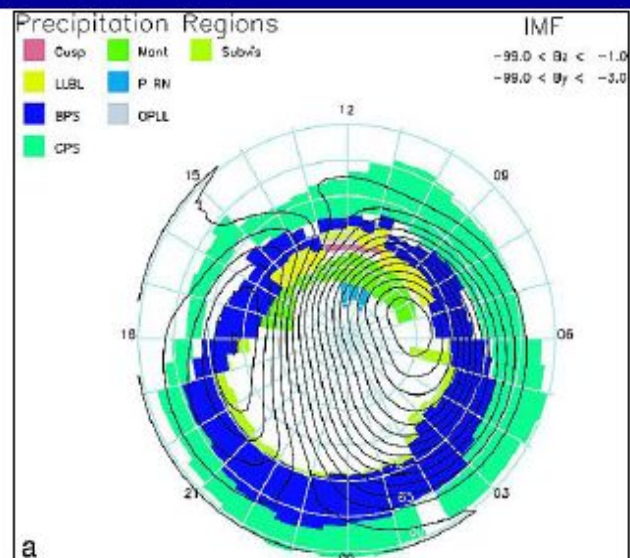 Precipitation Regions
IMF
Cusp Mant Subvis
-99.0 < Bz < -1.0
-99.0 < By < -3.0
LLBL P RN
BPS OPLL
CPS
12
15 09
18 06
21 03
a